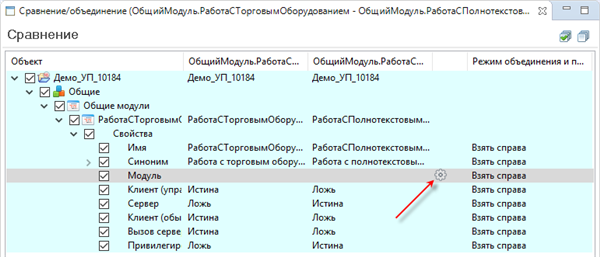 Сравнение/объединение (ОбщийМодуль.РаботаСТорговымОборудованием - ОбщийМодуль.РаботаСПолнотекстово...
Сравнение
Объект ОбщийМодуль.РаботаС... ОбщийМодуль.РаботаС... Режим объединения и п...
Демо_УП_10184 Демо_УП_10184 Демо_УП_10184
Общие
Общие модули
РаботаСТорговымО РаботаСТорговымОбору... РаботаСПолнотекстовым...
Свойства
Имя РаботаСТорговымОбору... РаботаСПолнотекстовым... Взять справа
Синоним Работа с торговым обору... Работа с полнотекстовы... Взять справа
Модуль Взять справа
Клиент (упра Истина Ложь Взять справа
Сервер Ложь Истина Взять справа
Клиент (обы Истина Ложь Взять справа
Вызов серве Ложь Истина Взять справа
Привилегир Ложь Истина Взять справа